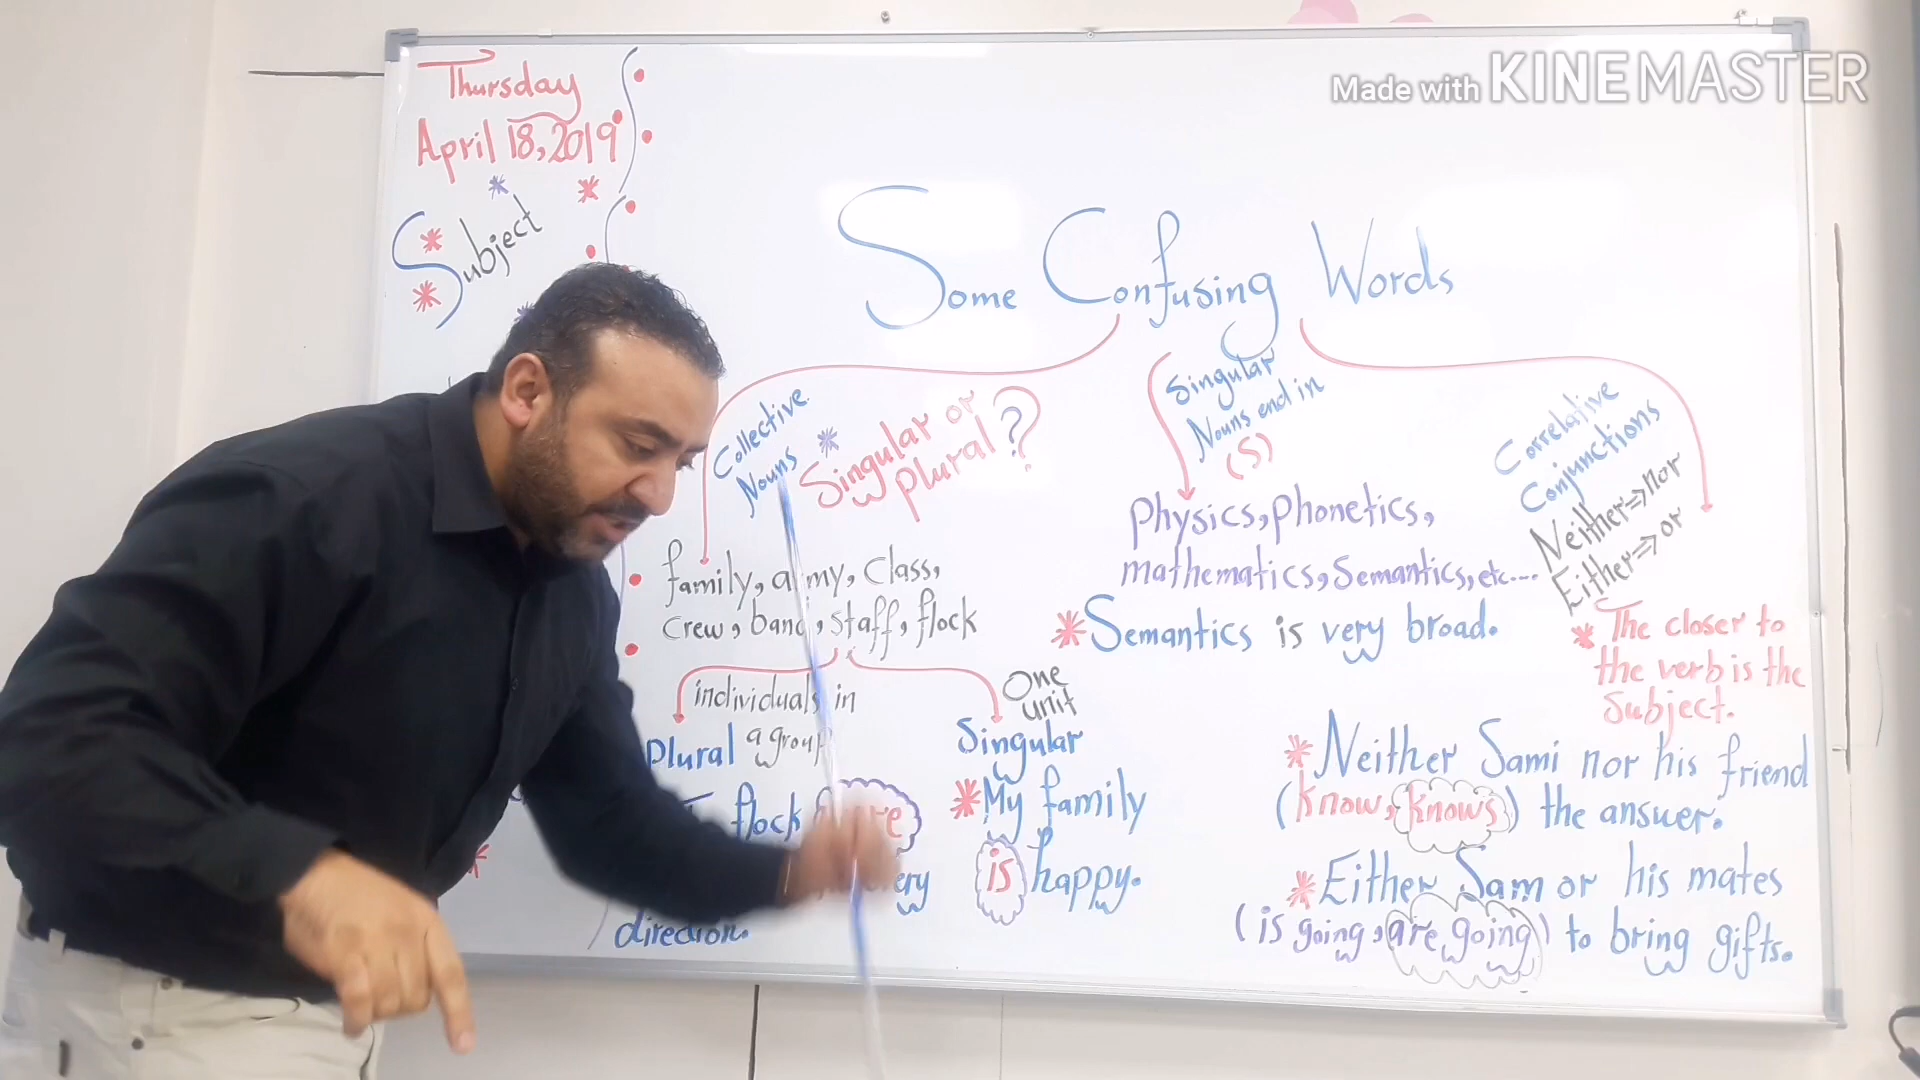 Made with KINEMASTER
Thursday
April 18, 2019
Subject
Some Confusing Words
Collective
Nouns
Singular or
plural?
family, army, class,
crew, band, staff, flock
individuals in
a group
Plural
flock
direction.
One
unit
Singular
My family
is happy.
Singular
Nouns end in
(S)
Physics, Phonetics,
mathematics, Semantics, etc....
Semantics is very broad.
Correlative
Conjunctions
Neither => nor
Either => or
The closer to
the verb is the
subject.
Neither Sami nor his friend
(know, knows) the answer.
Either Sam or his mates
(is going, are going) to bring gifts.